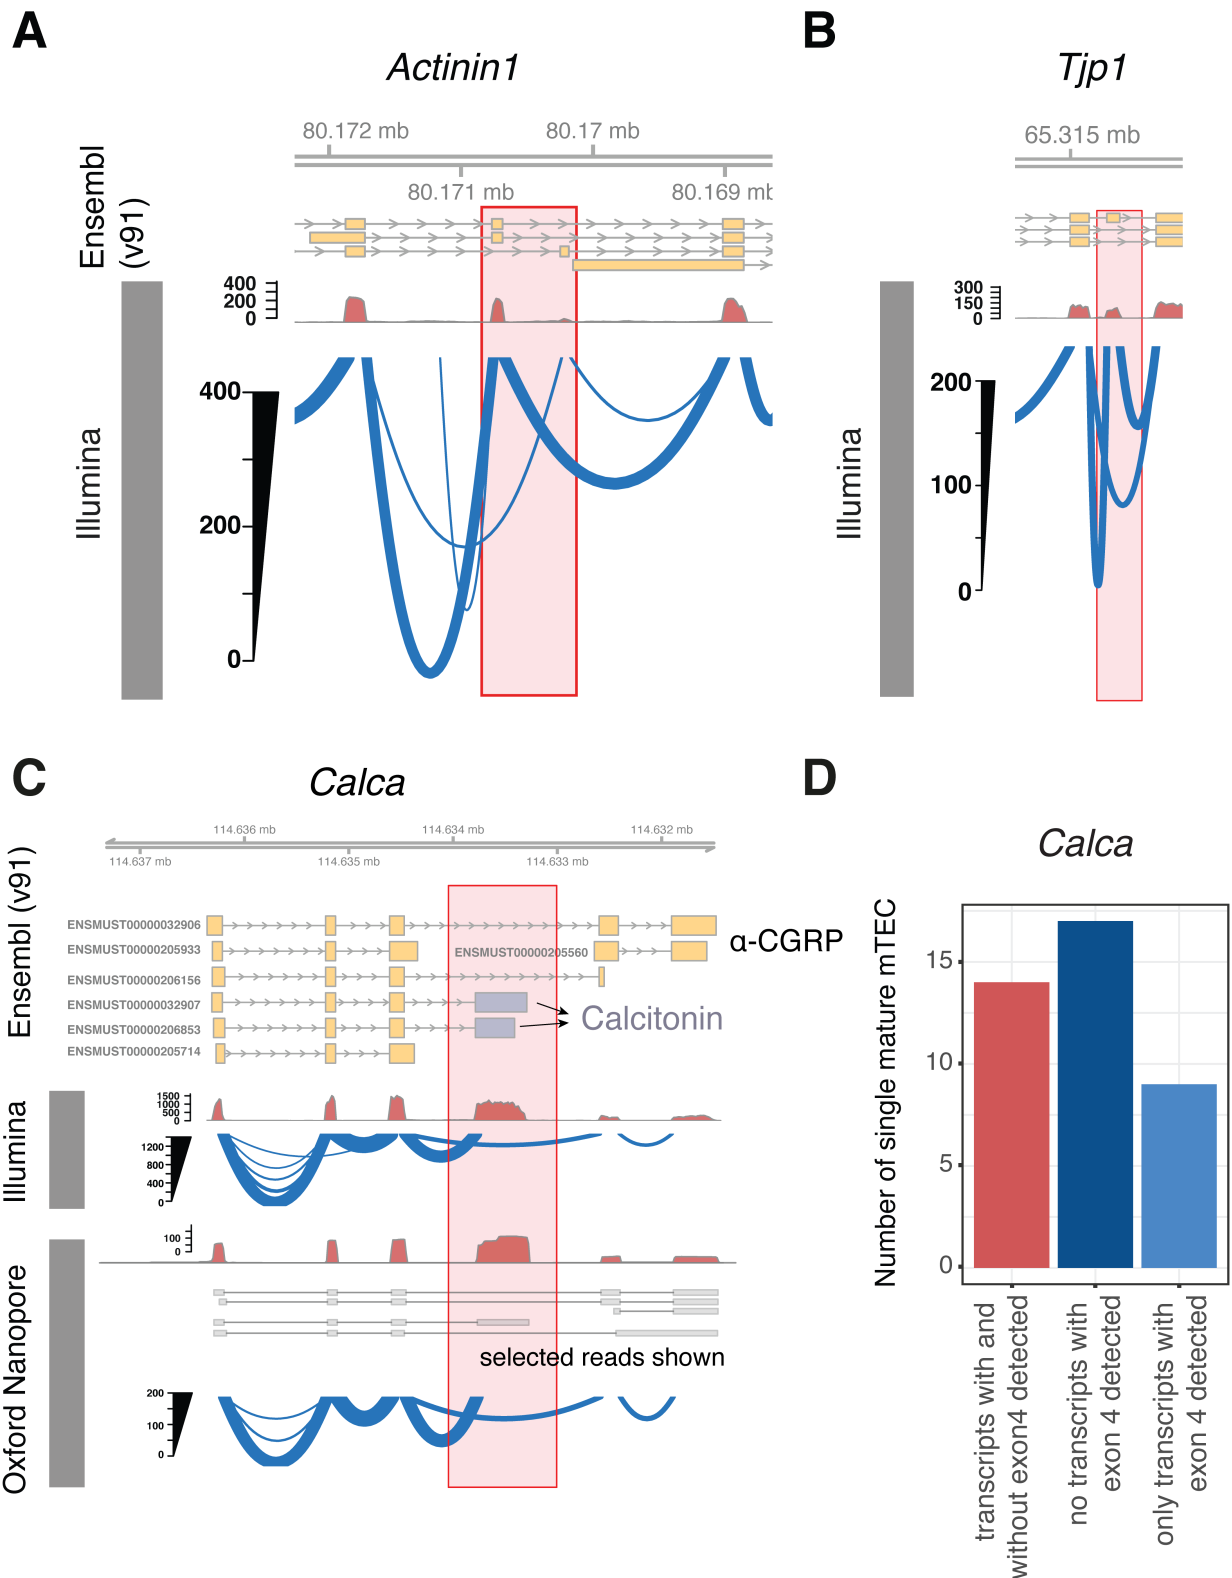 A
Actinin1
80.172 mb
80.17 mb
80.171 mb
80.169 mb
Ensembl
(v91)
400
200
0
Illumina
400
200
0
B
Tjp1
65.315 mb
300
150
0
Illumina
200
100
0
C
Calca
114.636 mb
114.634 mb
114.632 mb
114.637 mb
114.635 mb
114.633 mb
Ensembl (v91)
ENSMUST00000032906
ENSMUST00000205933
ENSMUST00000205560
α-CGRP
ENSMUST00000206156
ENSMUST00000032907
Calcitonin
ENSMUST00000206853
ENSMUST00000205714
Illumina
1500
1000
500
0
1200
800
400
0
Oxford Nanopore
100
0
selected reads shown
200
100
0
D
Calca
Number of single mature mTEC
15
10
5
0
transcripts with and
without exon4 detected
no transcripts with
exon 4 detected
only transcripts with
exon 4 detected